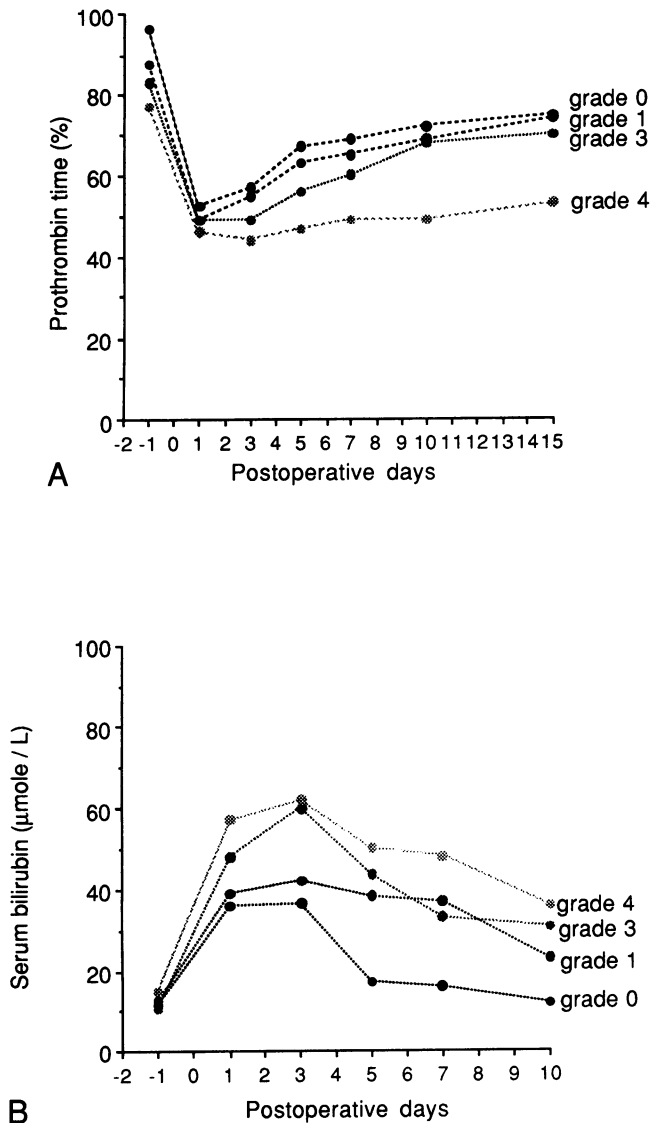 100
80
60
40
20
0
Prothrombin time (%)
grade 0
grade 1
grade 3
grade 4
-2 -1 0 1 2 3 4 5 6 7 8 9 10 11 12 13 14 15
Postoperative days
A
100
80
60
40
20
0
Serum bilirubin (µmole / L)
grade 4
grade 3
grade 1
grade 0
-2 -1 0 1 2 3 4 5 6 7 8 9 10
Postoperative days
B